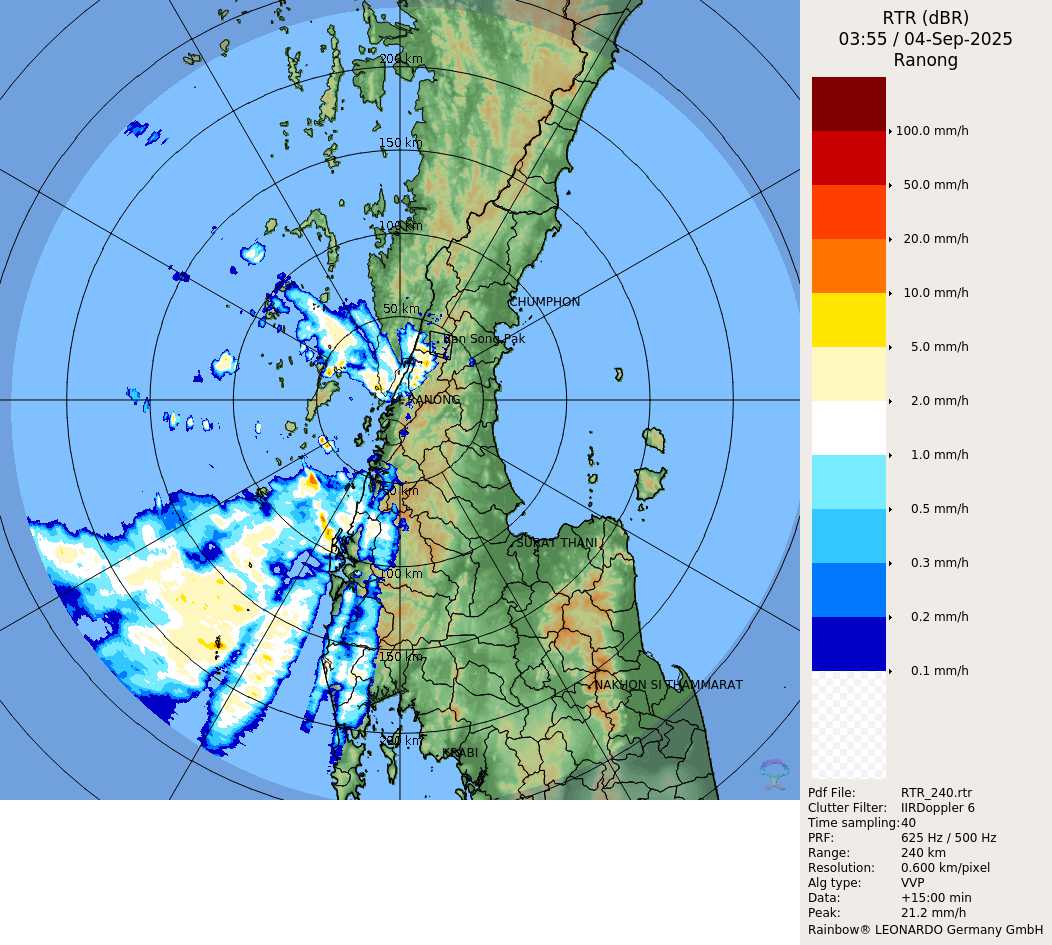 RTR (dBR)
03:55 / 04-Sep-2025
Ranong
200 km
150 km
100 km
50 km
CHUMPHON
Ban Song Pak
RANONG
50 km
SURAT THANI
100 km
150 km
NAKHON SI THAMMARAT
200 km
KRABI
100.0 mm/h
50.0 mm/h
20.0 mm/h
10.0 mm/h
5.0 mm/h
2.0 mm/h
1.0 mm/h
0.5 mm/h
0.3 mm/h
0.2 mm/h
0.1 mm/h
Pdf File: RTR_240.rtr
Clutter Filter: IIRDoppler 6
Time sampling:40
PRF: 625 Hz / 500 Hz
Range: 240 km
Resolution: 0.600 km/pixel
Alg type: VVP
Data: +15:00 min
Peak: 21.2 mm/h
Rainbow® LEONARDO Germany GmbH